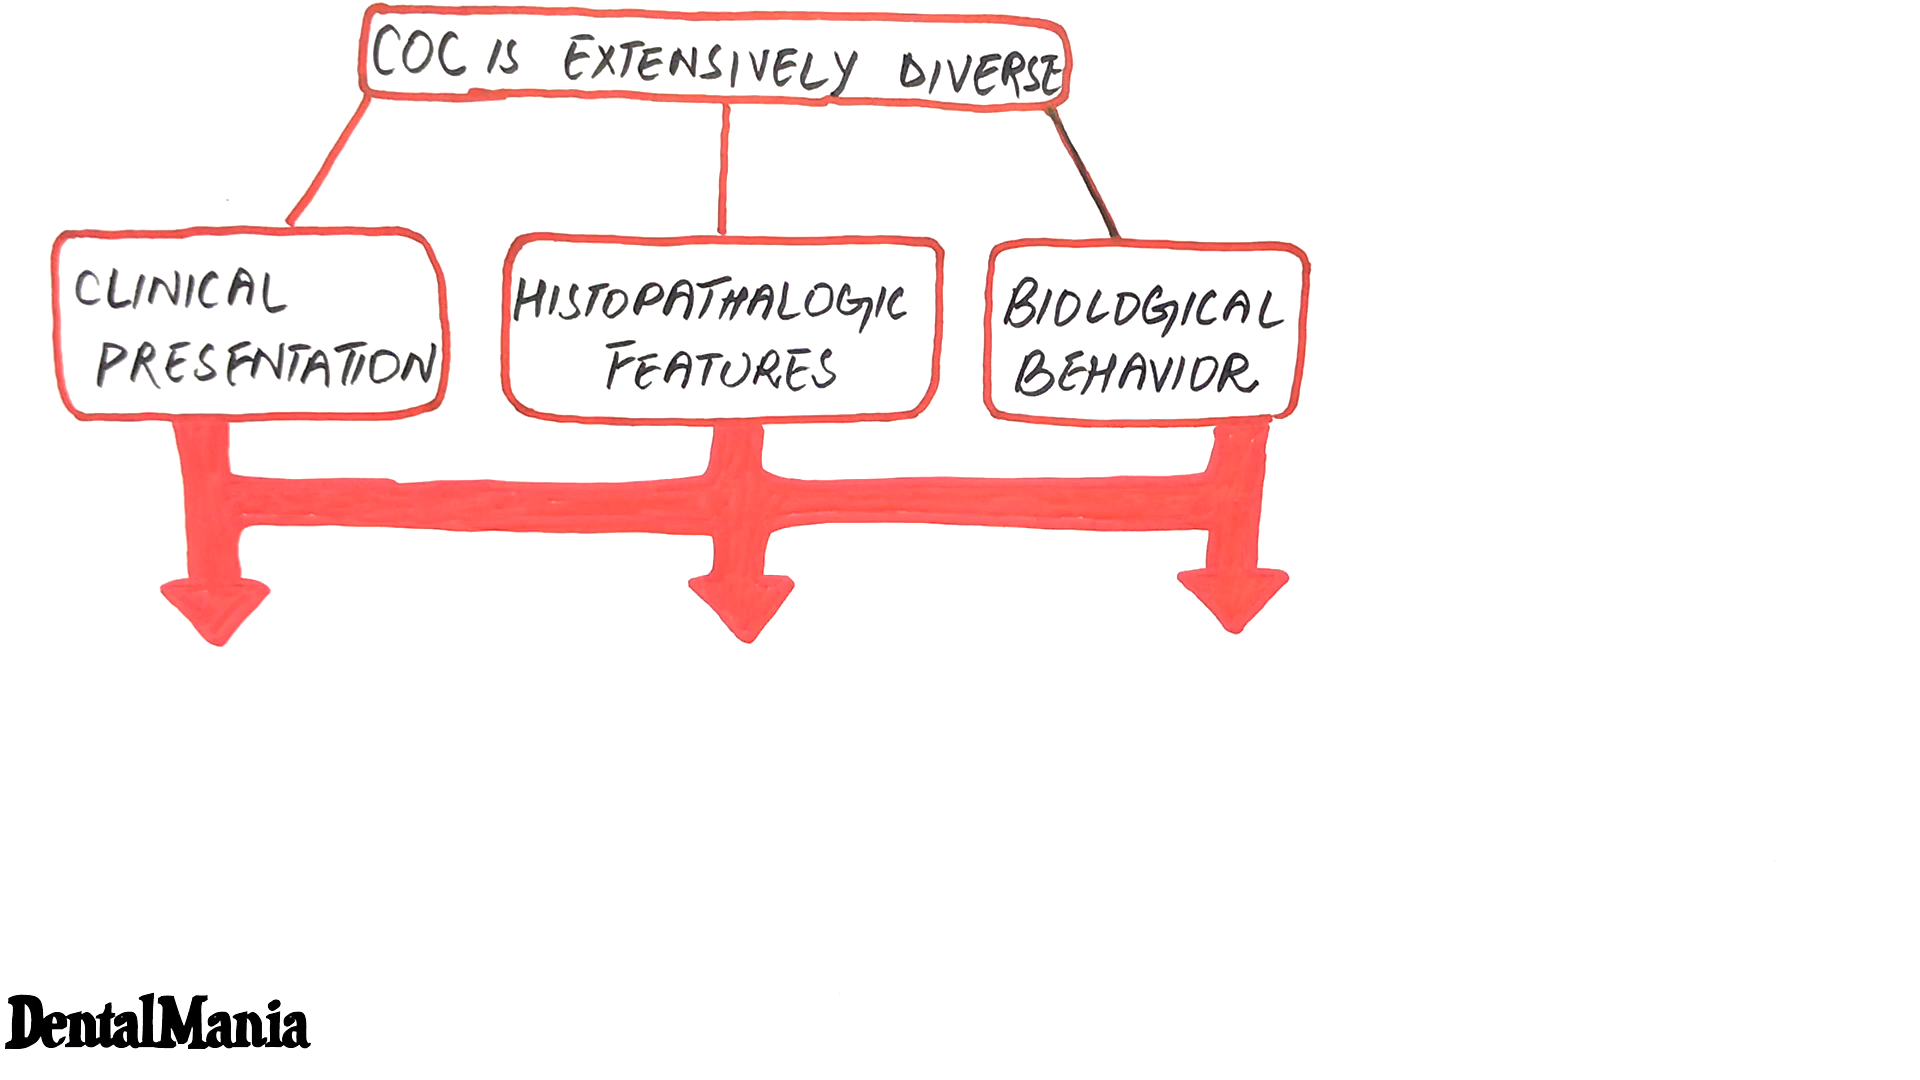 COC IS EXTENSIVELY DIVERSE
CLINICAL
PRESENTATION
HISTOPATHALOGIC
FEATURES
BIOLOGICAL
BEHAVIOR
DentalMania